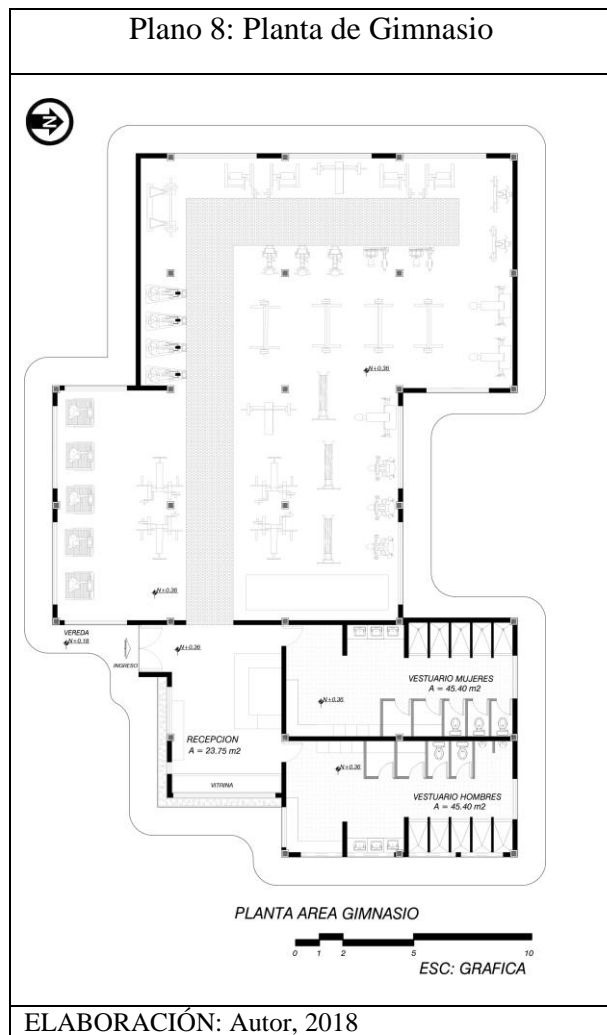 Plano 8: Planta de Gimnasio
N
N+0.36
N+0.36
VEREDA
N+0.18
INGRESO
N+0.36
VESTUARIO MUJERES
A = 45.40 m2
N+0.36
RECEPCION
A = 23.75 m2
N+0.36
VITRINA
VESTUARIO HOMBRES
A = 45.40 m2
PLANTA AREA GIMNASIO
0 1 2 5 10
ESC: GRAFICA
ELABORACIÓN: Autor, 2018